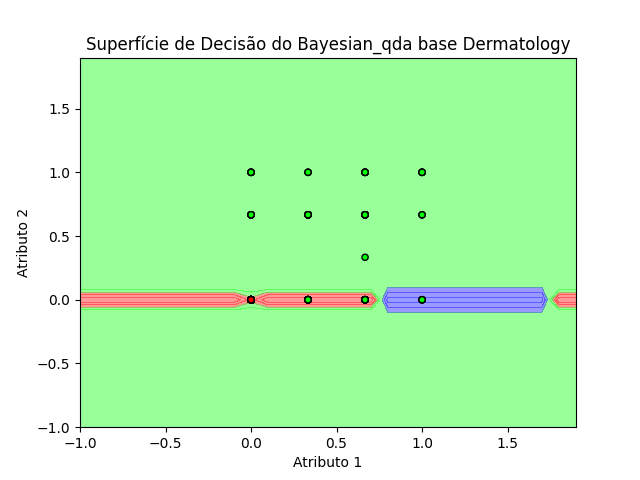 Superfície de Decisão do Bayesian_qda base Dermatology
1.5
1.0
0.5
0.0
−0.5
−1.0
Atributo 2
−1.0 −0.5 0.0 0.5 1.0 1.5
Atributo 1